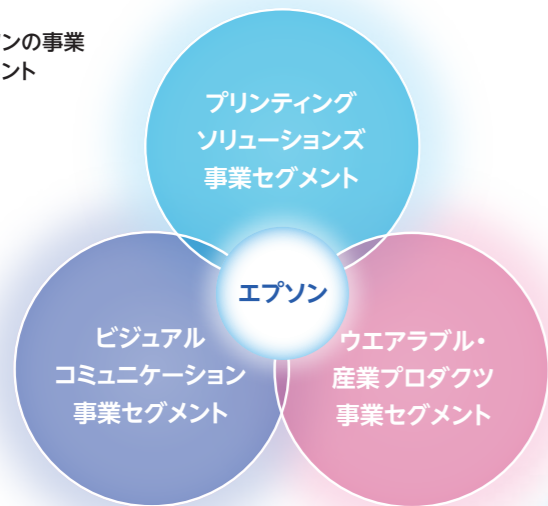 ンの事業
ント
プリンティング
ソリューションズ
事業セグメント
エプソン
ビジュアル
コミュニケーション
事業セグメント
ウエアラブル・
産業プロダクツ
事業セグメント